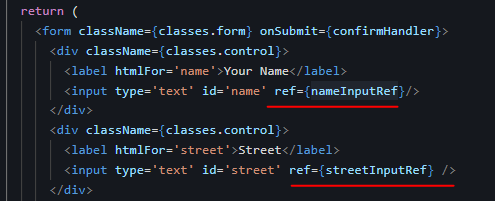 return (
<form className={classes.form} onSubmit={confirmHandler}>
<div className={classes.control}>
<label htmlFor='name'>Your Name</label>
<input type='text' id='name' ref={nameInputRef}/>
</div>
<div className={classes.control}>
<label htmlFor='street'>Street</label>
<input type='text' id='street' ref={streetInputRef} />
</div>